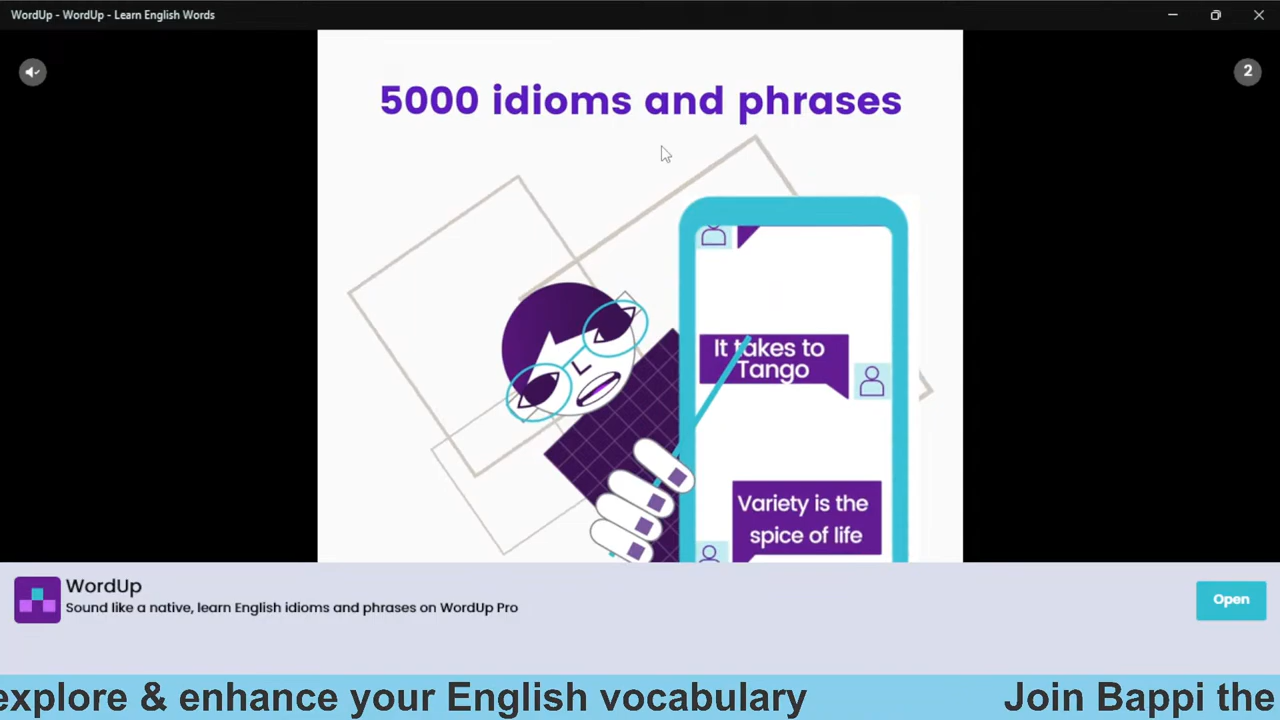 WordUp - WordUp - Learn English Words
2
5000 idioms and phrases
It takes to
Tango
Variety is the
spice of life
WordUp
Sound like a native, learn English idioms and phrases on WordUp Pro
Open
explore & enhance your English vocabulary
Join Bappi the